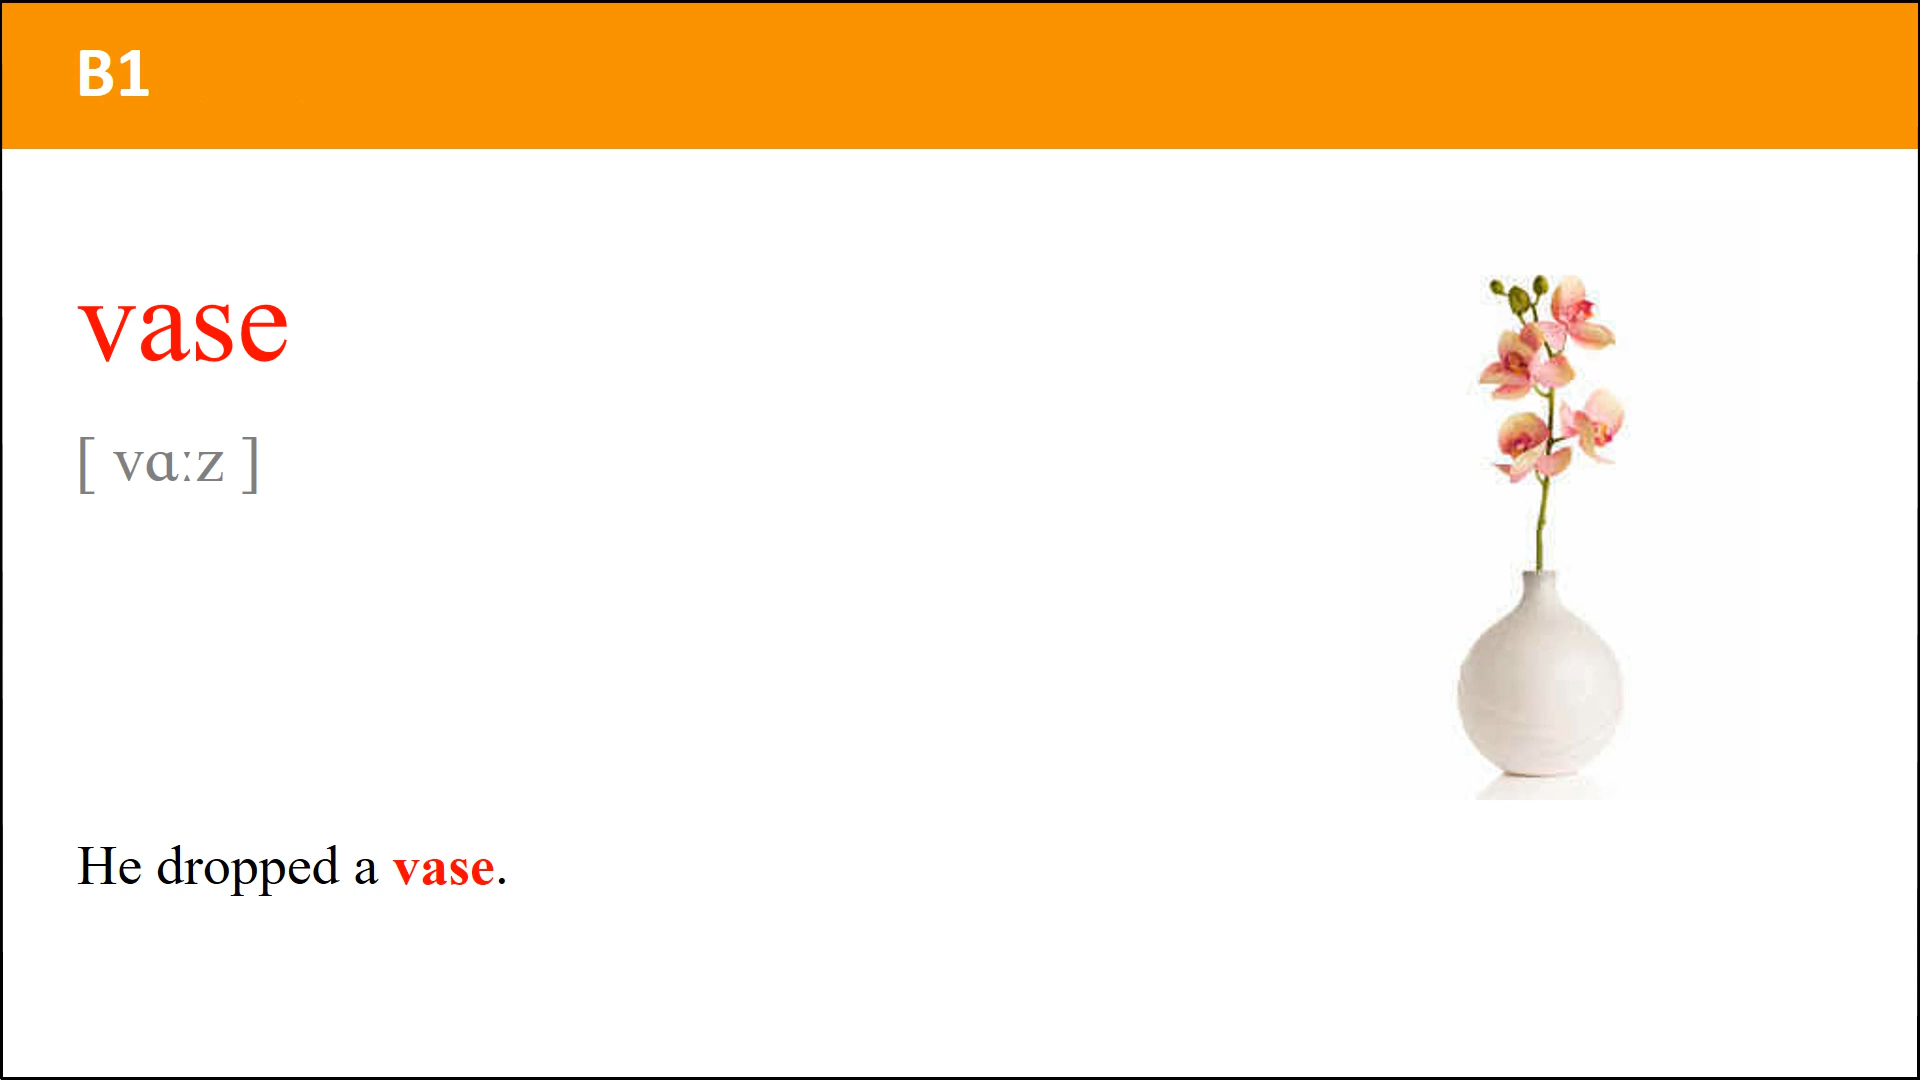 B1
vase
[ vɑːz ]
He dropped a vase.